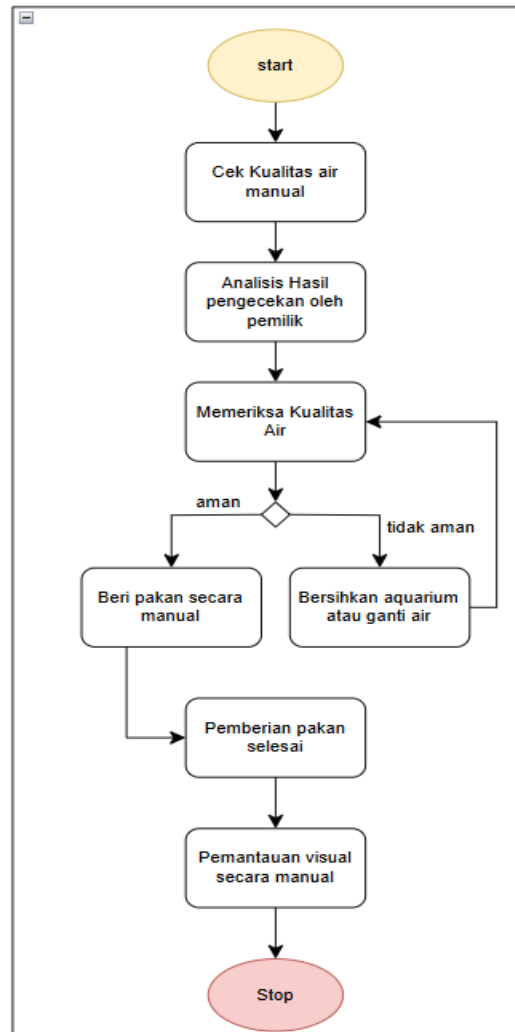 start
Cek Kualitas air
manual
Analisis Hasil
pengecekan oleh
pemilik
Memeriksa Kualitas
Air
aman
tidak aman
Beri pakan secara
manual
Bersihkan aquarium
atau ganti air
Pemberian pakan
selesai
Pemantauan visual
secara manual
Stop